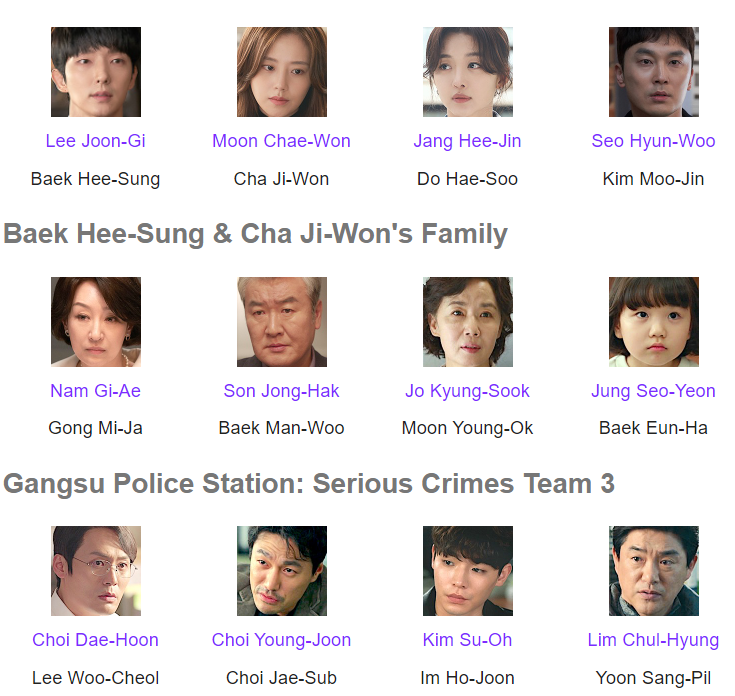 Lee Joon-Gi Moon Chae-Won Jang Hee-Jin Seo Hyun-Woo
Baek Hee-Sung Cha Ji-Won Do Hae-Soo Kim Moo-Jin
Baek Hee-Sung & Cha Ji-Won's Family
Nam Gi-Ae Son Jong-Hak Jo Kyung-Sook Jung Seo-Yeon
Gong Mi-Ja Baek Man-Woo Moon Young-Ok Baek Eun-Ha
Gangsu Police Station: Serious Crimes Team 3
Choi Dae-Hoon Choi Young-Joon Kim Su-Oh Lim Chul-Hyung
Lee Woo-Cheol Choi Jae-Sub Im Ho-Joon Yoon Sang-Pil